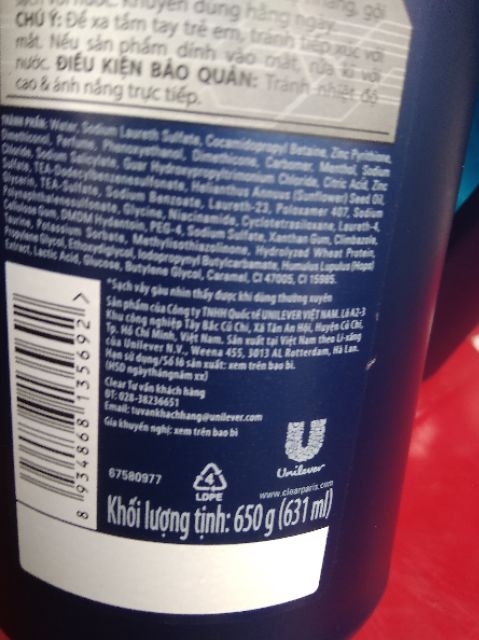 sạch vơi nước. Khuyên dùng hằng ngày.
CHÚ Ý: Để xa tầm tay trẻ em, tránh tiếp xúc với
mắt. Nếu sản phẩm dính vào mắt, rửa kĩ với
nước. ĐIỀU KIỆN BẢO QUẢN: Tránh nhiệt độ
cao & ánh nắng trực tiếp.
THÀNH PHẦN: Water, Sodium Laureth Sulfate, Cocamidopropyl Betaine, Zinc Pyrithione,
Dimethiconol, Perfume, Phenoxyethanol, Dimethicone, Carbomer, Menthol, Sodium
Chloride, Sodium Salicylate, Guar Hydroxypropyltrimonium Chloride, Citric Acid, Zinc
Sulfate, TEA-Dodecylbenzenesulfonate, Helianthus Annuus (Sunflower) Seed Oil,
Glycerin, TEA-Sulfate, Sodium Benzoate, Laureth-23, Poloxamer 407, Sodium
Polynaphthalenesulfonate, Glycine, Niacinamide, Cyclotetrasiloxane, Laureth-4,
Cellulose Gum, DMDM Hydantoin, PEG-4, Sodium Sulfate, Xanthan Gum, Climbazole,
Taurine, Potassium Sorbate, Methylisothiazolinone, Hydrolyzed Wheat Protein,
Propylene Glycol, Ethoxydiglycol, Iodopropynyl Butylcarbamate, Humulus Lupulus (Hops)
Extract, Lactic Acid, Glucose, Butylene Glycol, Caramel, CI 47005, CI 15985.
*Sạch vảy gàu nhìn thấy được khi dùng thường xuyên
Sản phẩm của Công ty TNHH Quốc tế UNILEVER VIỆT NAM. Lô A2-3
Khu công nghiệp Tây Bắc Củ Chi, Xã Tân An Hội, Huyện Củ Chi,
Tp. Hồ Chí Minh, Việt Nam. Sản xuất tại Việt Nam theo Li-xăng
của Unilever N.V., Weena 455, 3013 AL Rotterdam, Hà Lan.
Hạn sử dụng/Số lô sản xuất: xem trên bao bì.
(HSD ngàythángnăm xx)
Clear Tư vấn khách hàng
ĐT: 028-38236651
Email: tuvankhachhang@unilever.com
Gía khuyến nghị: xem trên bao bì
8 934868 135692 >
Unilever
67580977
4
LDPE
www.clearparis.com
Khối lượng tịnh: 650 g (631 ml)